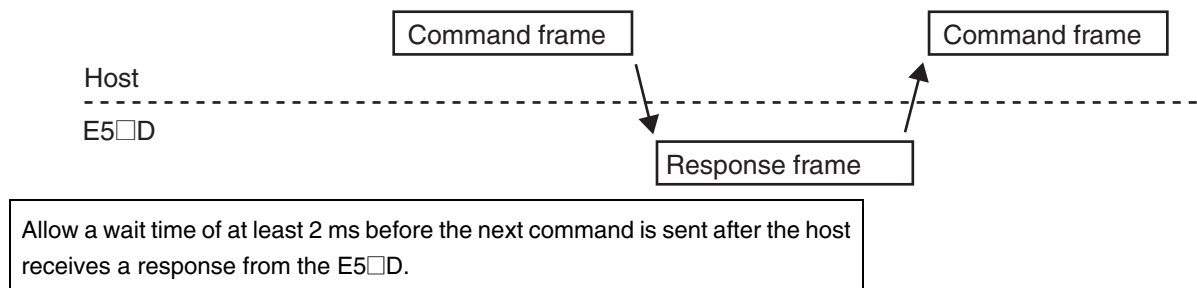 Command frame
Command frame
Host
E5□D
Response frame
Allow a wait time of at least 2 ms before the next command is sent after the host
receives a response from the E5□D.